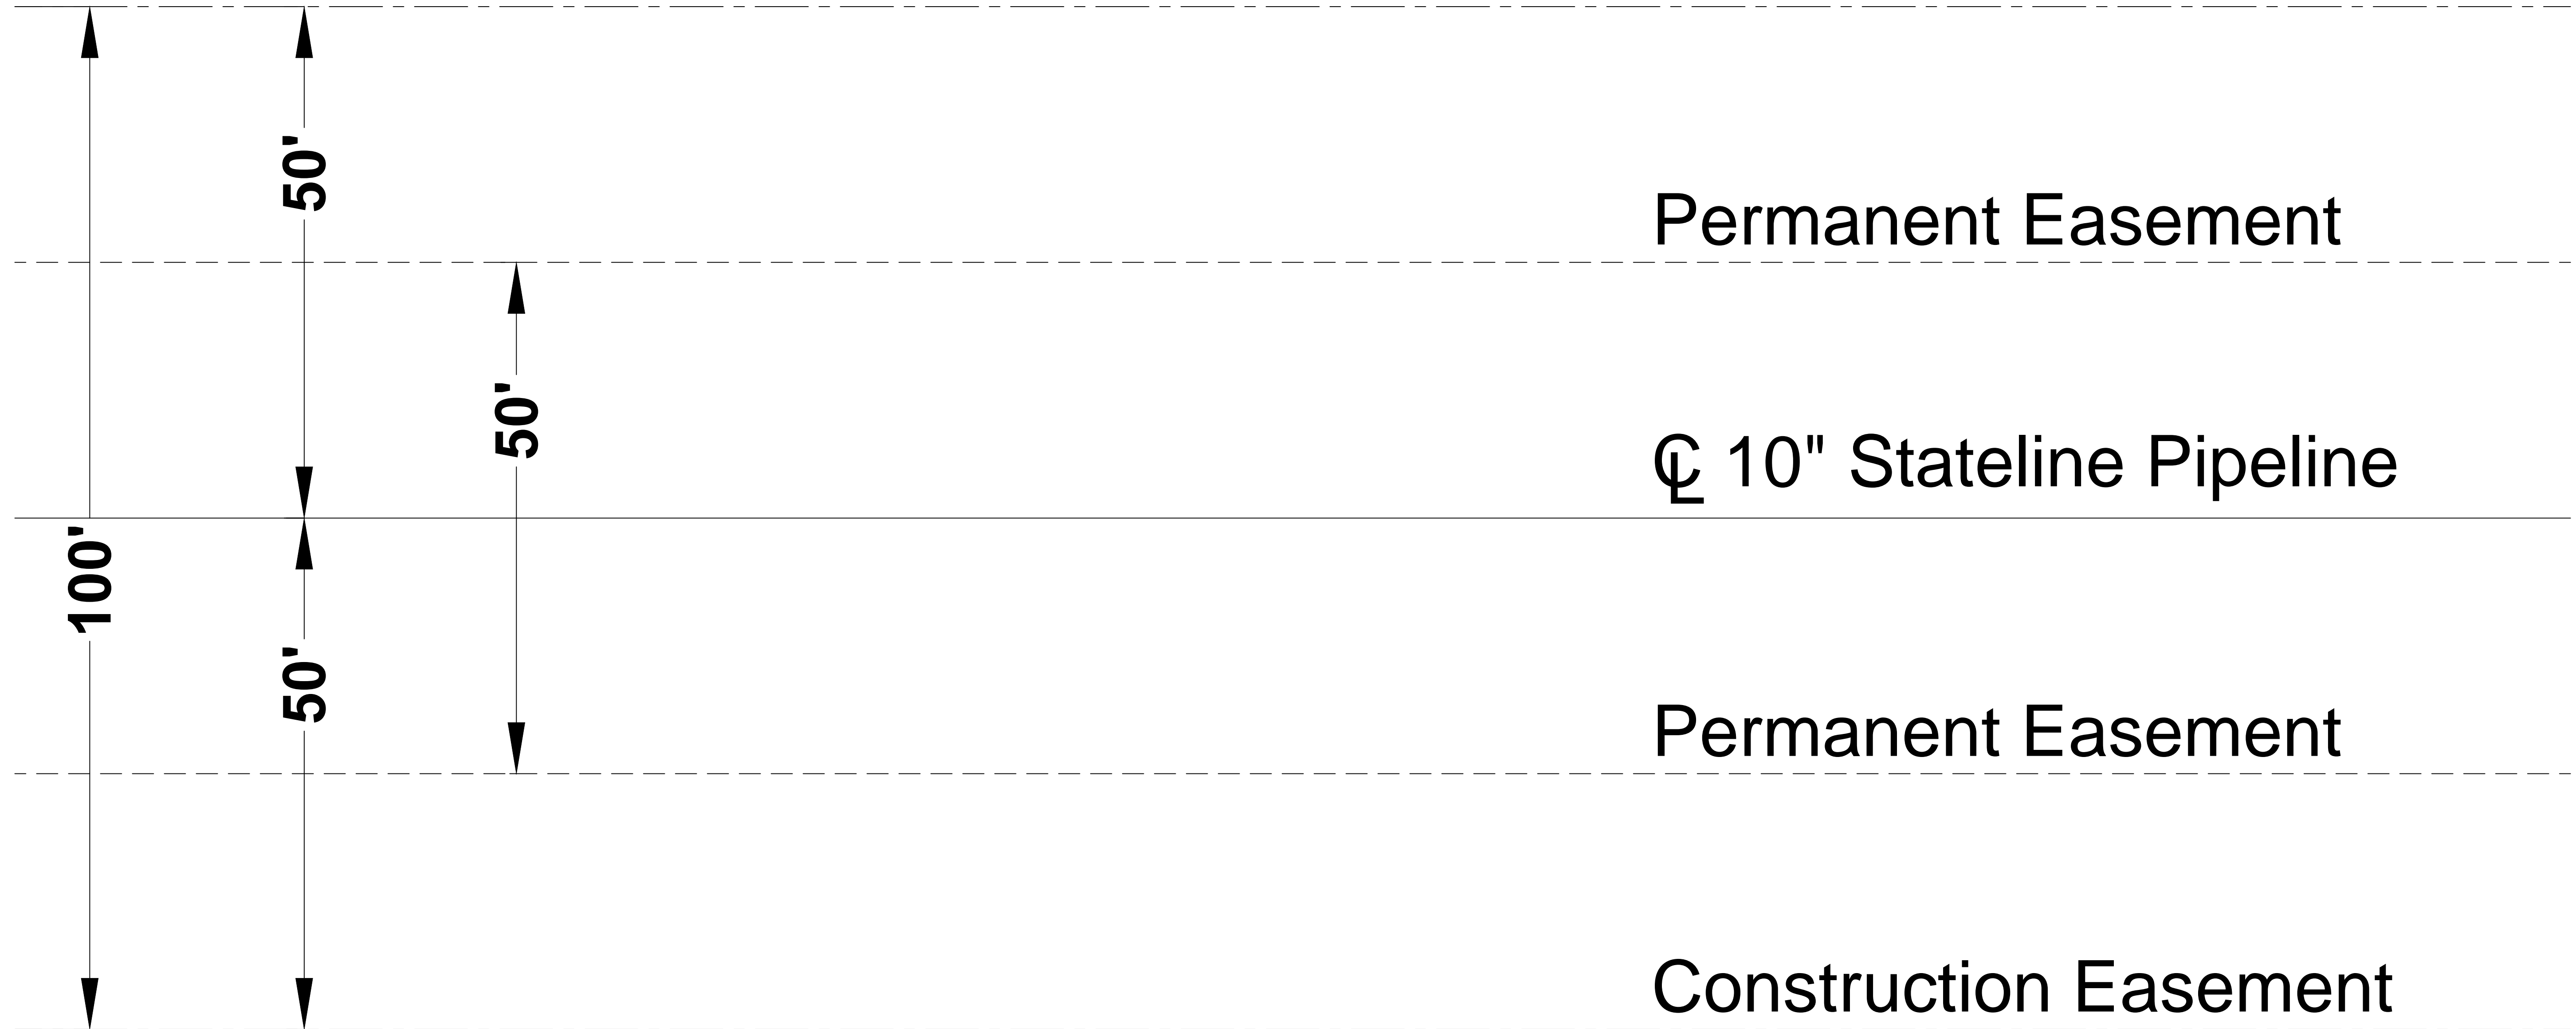 50'
Permanent Easement
50'
℄ 10" Stateline Pipeline
100'
50'
Permanent Easement
Construction Easement